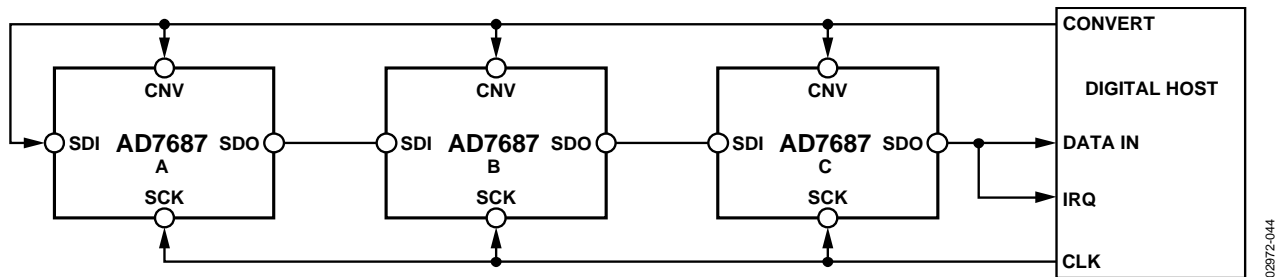 CONVERT
CNV
CNV
CNV
DIGITAL HOST
SDI AD7687 SDO
A
SDI AD7687 SDO
B
SDI AD7687 SDO
C
DATA IN
SCK
SCK
SCK
IRQ
CLK
02972-044